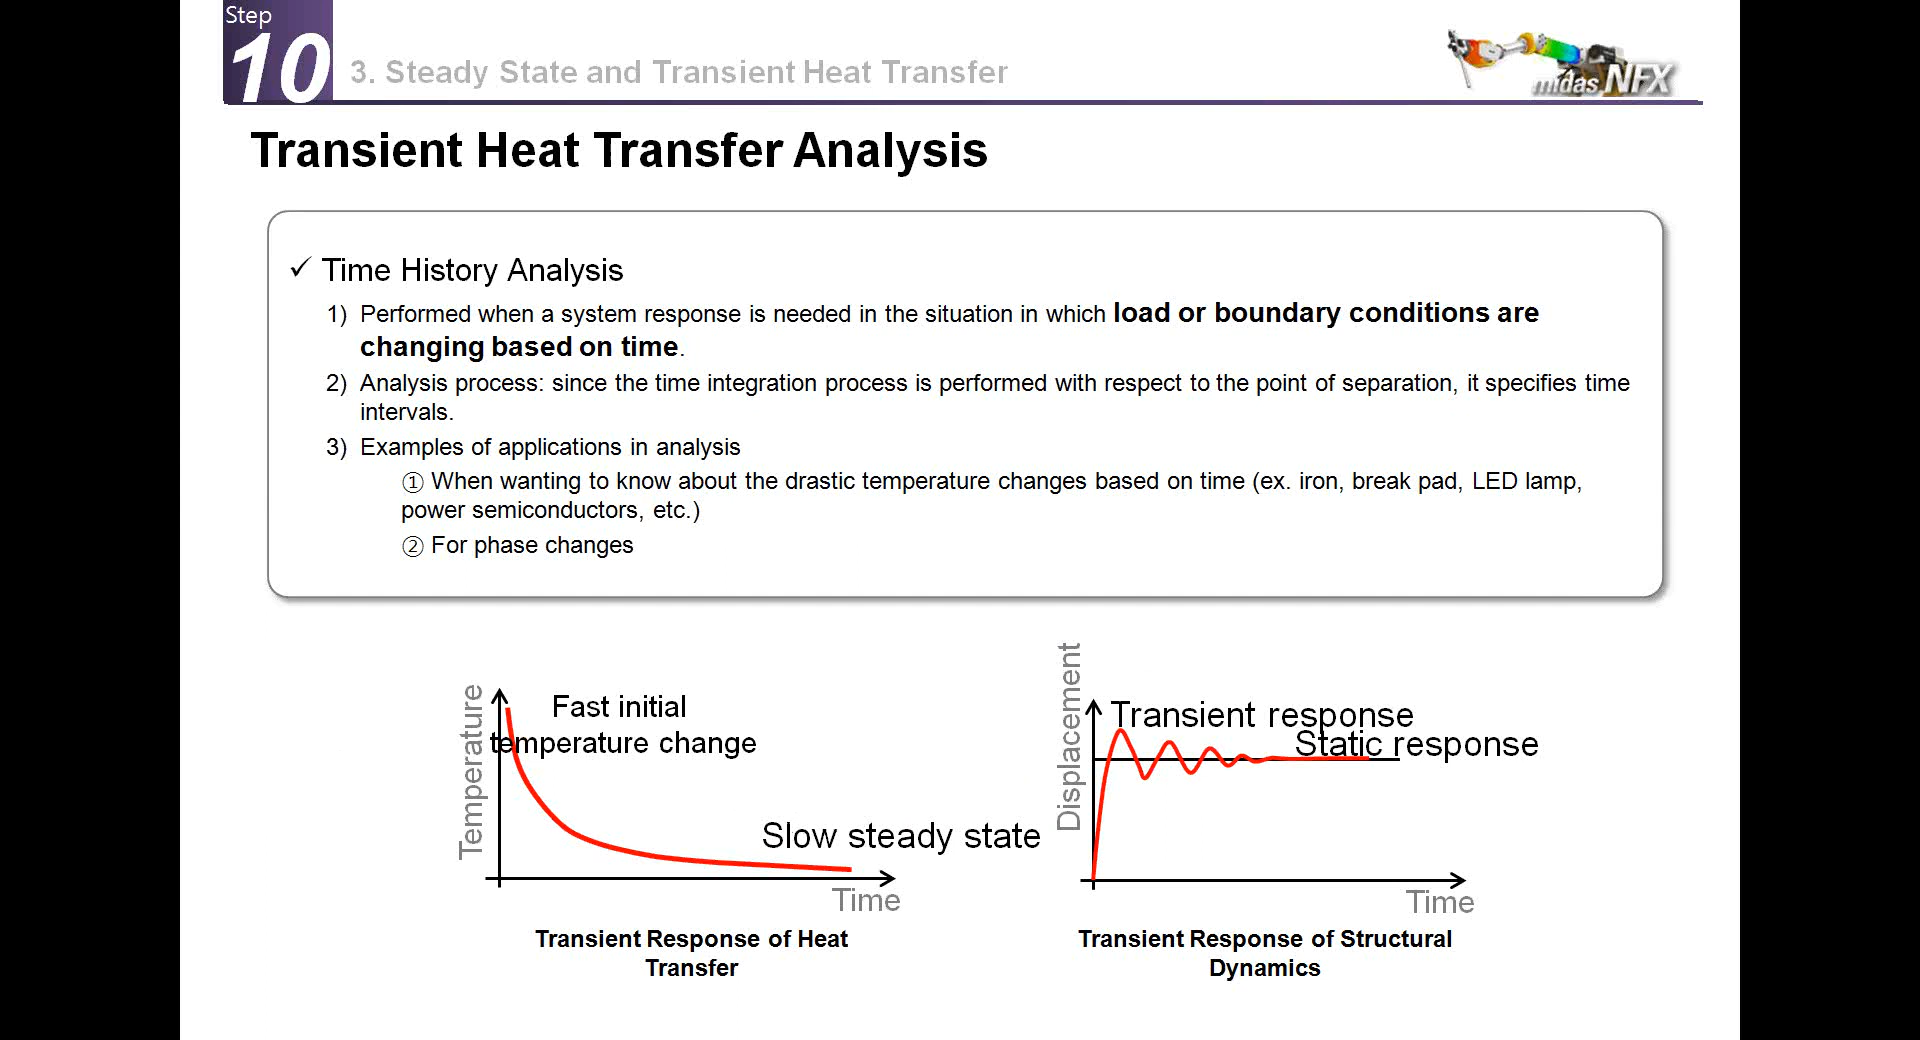 Step
10
3. Steady State and Transient Heat Transfer
midas NFX
Transient Heat Transfer Analysis
✓ Time History Analysis
1) Performed when a system response is needed in the situation in which load or boundary conditions are
changing based on time.
2) Analysis process: since the time integration process is performed with respect to the point of separation, it specifies time
intervals.
3) Examples of applications in analysis
① When wanting to know about the drastic temperature changes based on time (ex. iron, break pad, LED lamp,
power semiconductors, etc.)
② For phase changes
Temperature
Fast initial
temperature change
Slow steady state
Time
Transient Response of Heat
Transfer
Displacement
Transient response
Static response
Time
Transient Response of Structural
Dynamics